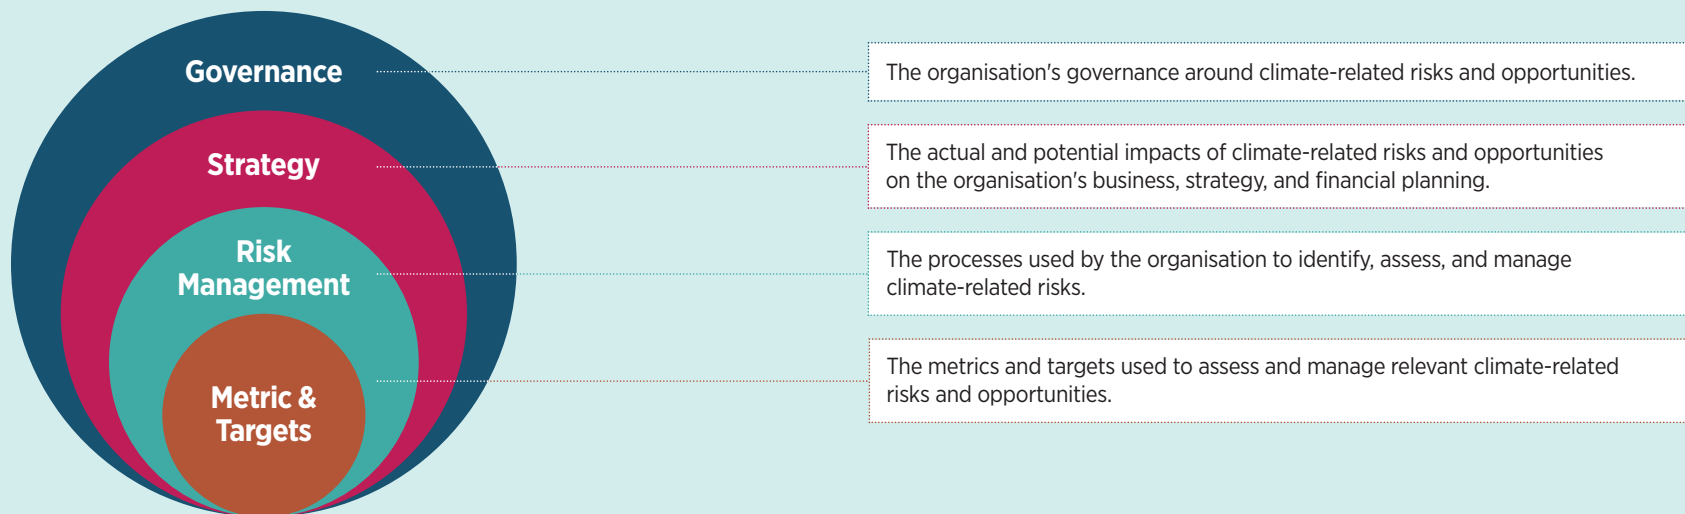 Governance
The organisation's governance around climate-related risks and opportunities.
Strategy
The actual and potential impacts of climate-related risks and opportunities
on the organisation's business, strategy, and financial planning.
Risk
Management
The processes used by the organisation to identify, assess, and manage
climate-related risks.
Metric &
Targets
The metrics and targets used to assess and manage relevant climate-related
risks and opportunities.